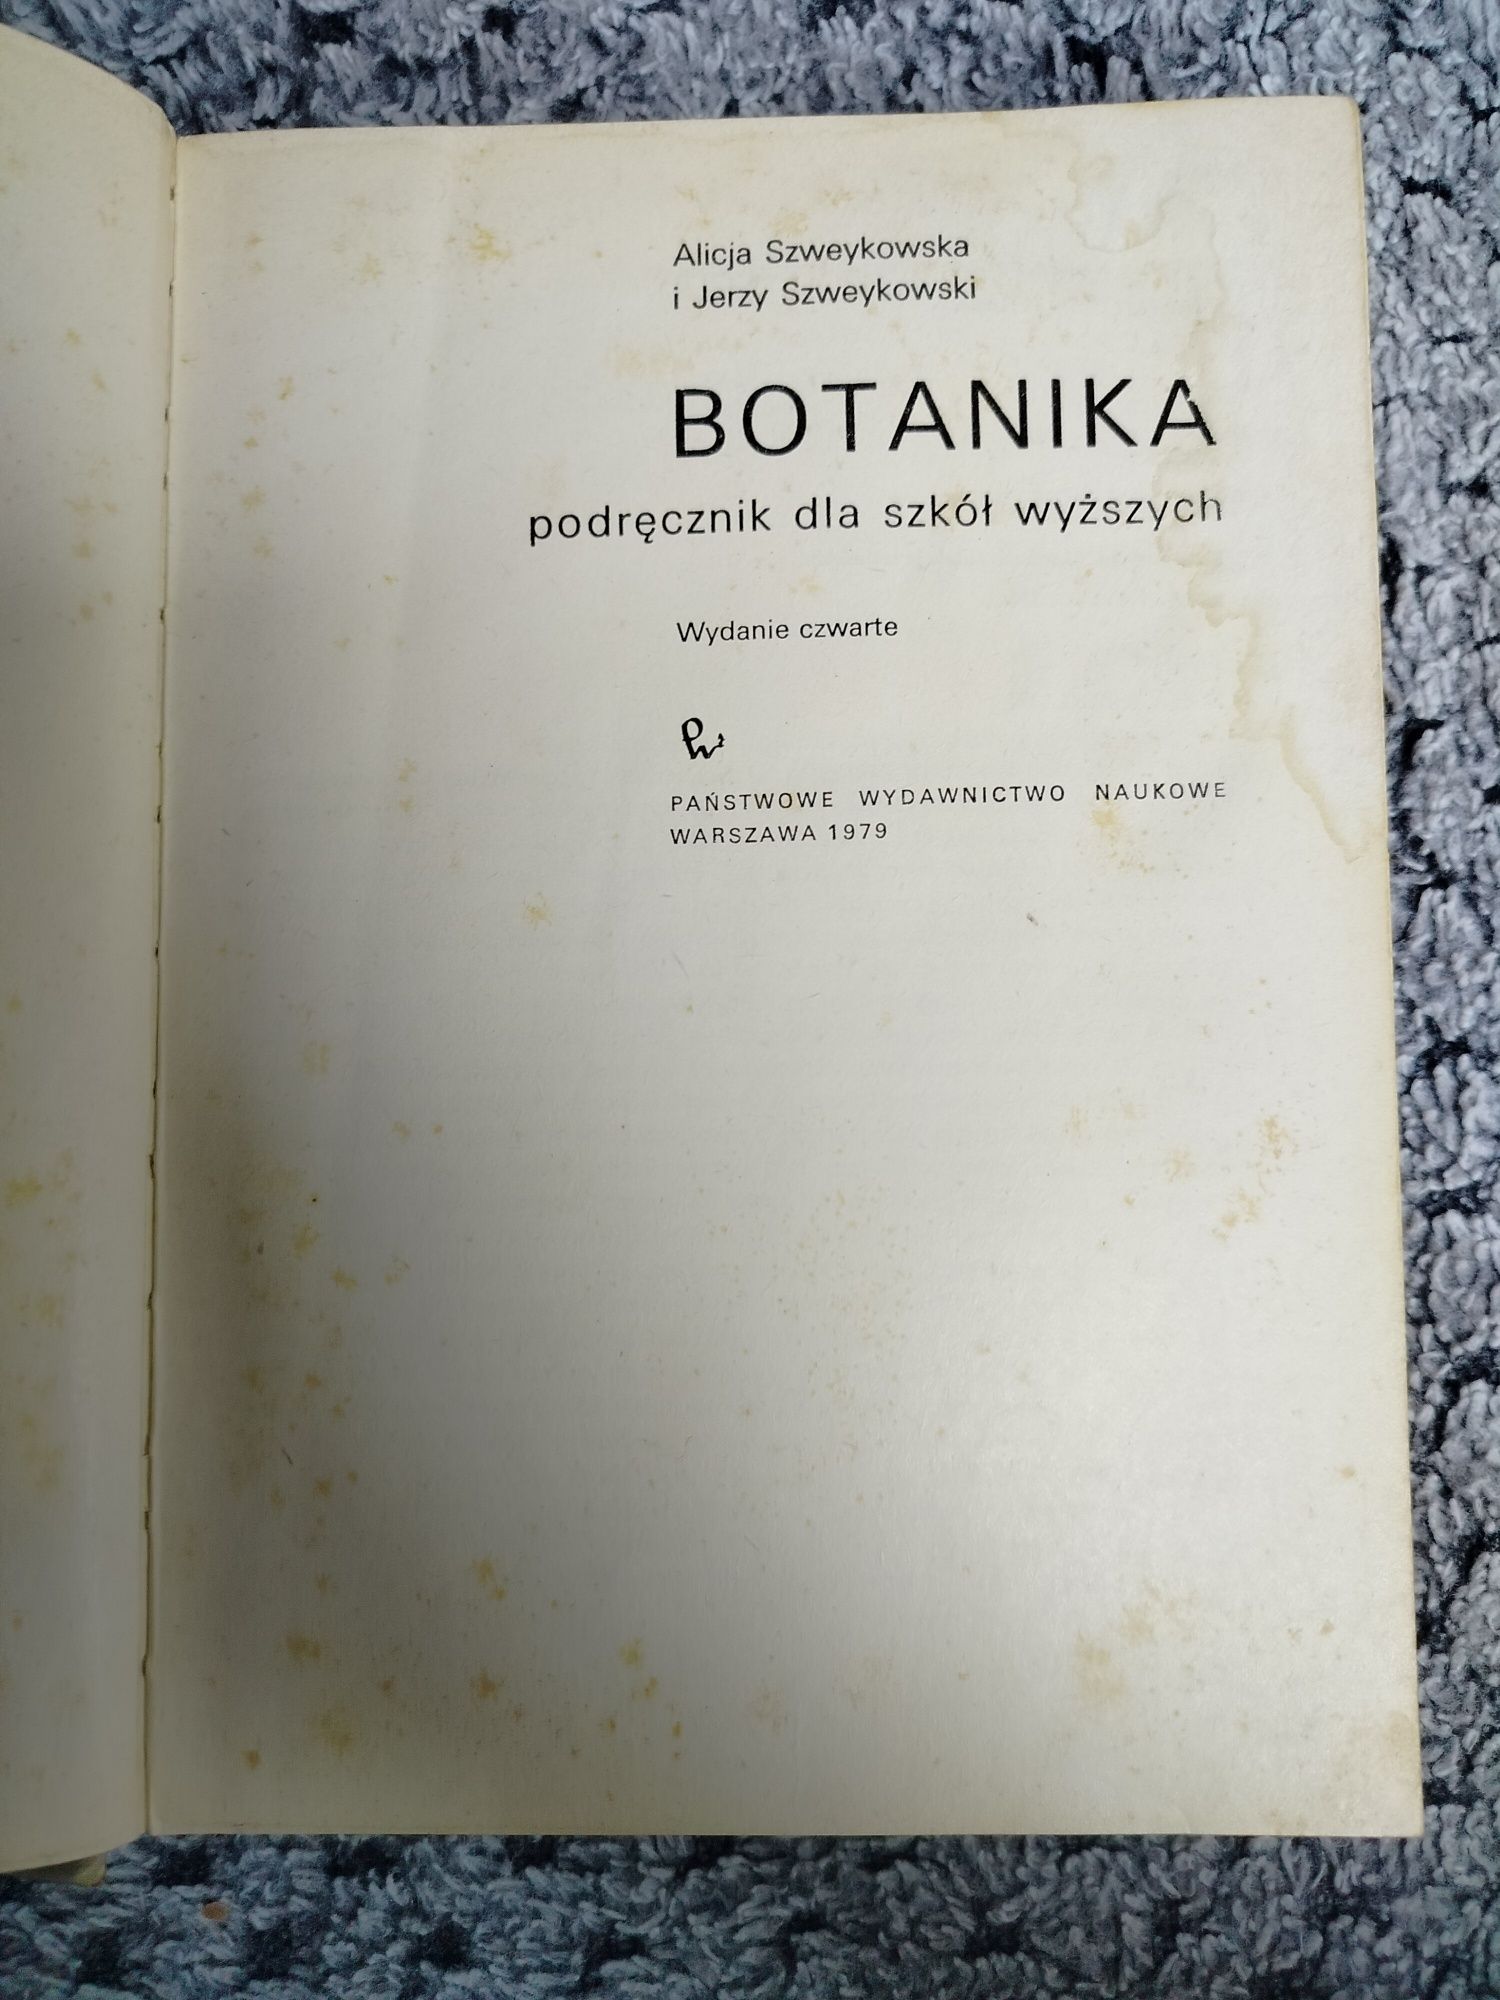 Alicja Szweykowska
i Jerzy Szweykowski
BOTANIKA
podręcznik dla szkół wyższych
Wydanie czwarte
PAŃSTWOWE WYDAWNICTWO NAUKOWE
WARSZAWA 1979